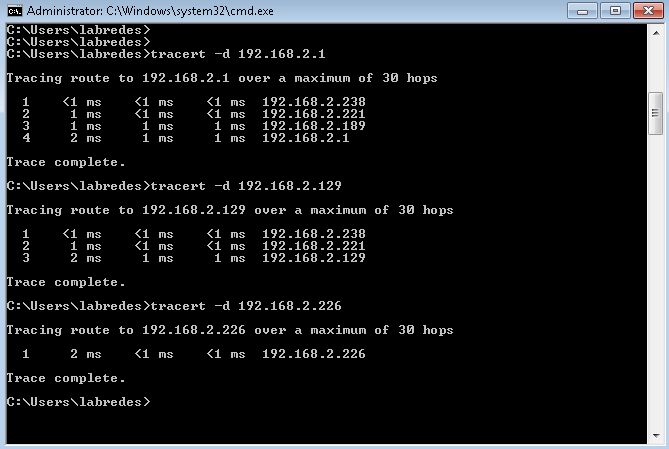 Administrator: C:\Windows\system32\cmd.exe
C:\Users\labredes>
C:\Users\labredes>
C:\Users\labredes>tracert -d 192.168.2.1
Tracing route to 192.168.2.1 over a maximum of 30 hops
1 <1 ms <1 ms <1 ms 192.168.2.238
2 1 ms <1 ms <1 ms 192.168.2.221
3 1 ms 1 ms 1 ms 192.168.2.189
4 2 ms 1 ms 1 ms 192.168.2.1
Trace complete.
C:\Users\labredes>tracert -d 192.168.2.129
Tracing route to 192.168.2.129 over a maximum of 30 hops
1 <1 ms <1 ms <1 ms 192.168.2.238
2 1 ms <1 ms <1 ms 192.168.2.221
3 2 ms 1 ms 1 ms 192.168.2.129
Trace complete.
C:\Users\labredes>tracert -d 192.168.2.226
Tracing route to 192.168.2.226 over a maximum of 30 hops
1 2 ms <1 ms <1 ms 192.168.2.226
Trace complete.
C:\Users\labredes>